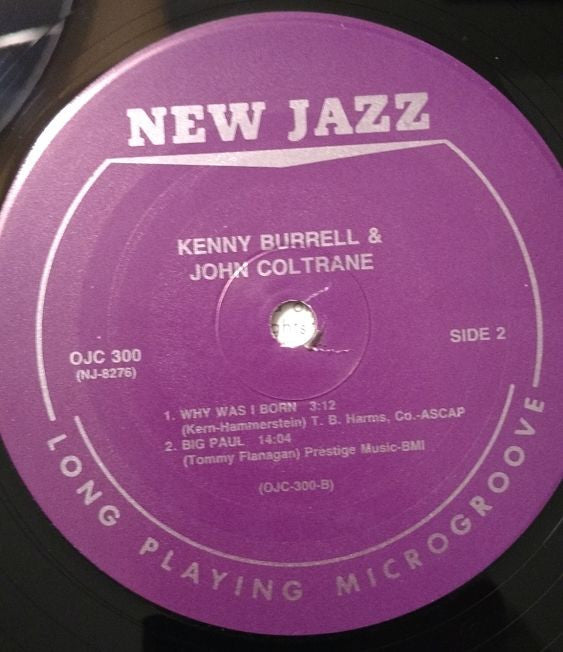 NEW JAZZ
KENNY BURRELL &
JOHN COLTRANE
OJC 300
(NJ-8276)
SIDE 2
1. WHY WAS I BORN 3:12
(Kern-Hammerstein) T. B. Harms, Co.-ASCAP
2. BIG PAUL 14:04
(Tommy Flanagan) Prestige Music-BMI
(OJC-300-B)
LONG PLAYING MICROGROOVE